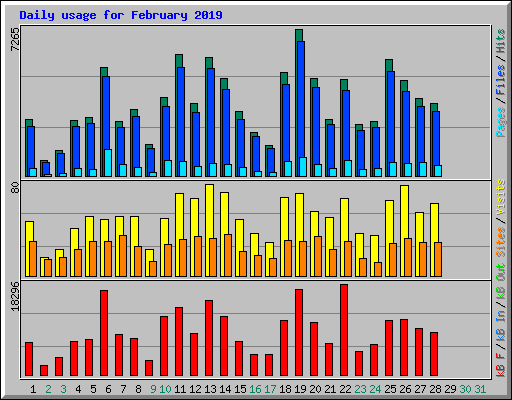 Daily usage for February 2019
7265
Pages / Files / Hits
80
Sites / Visits
18296
kB F / kB In / kB Out
1 2 3 4 5 6 7 8 9 10 11 12 13 14 15 16 17 18 19 20 21 22 23 24 25 26 27 28 29 30 31